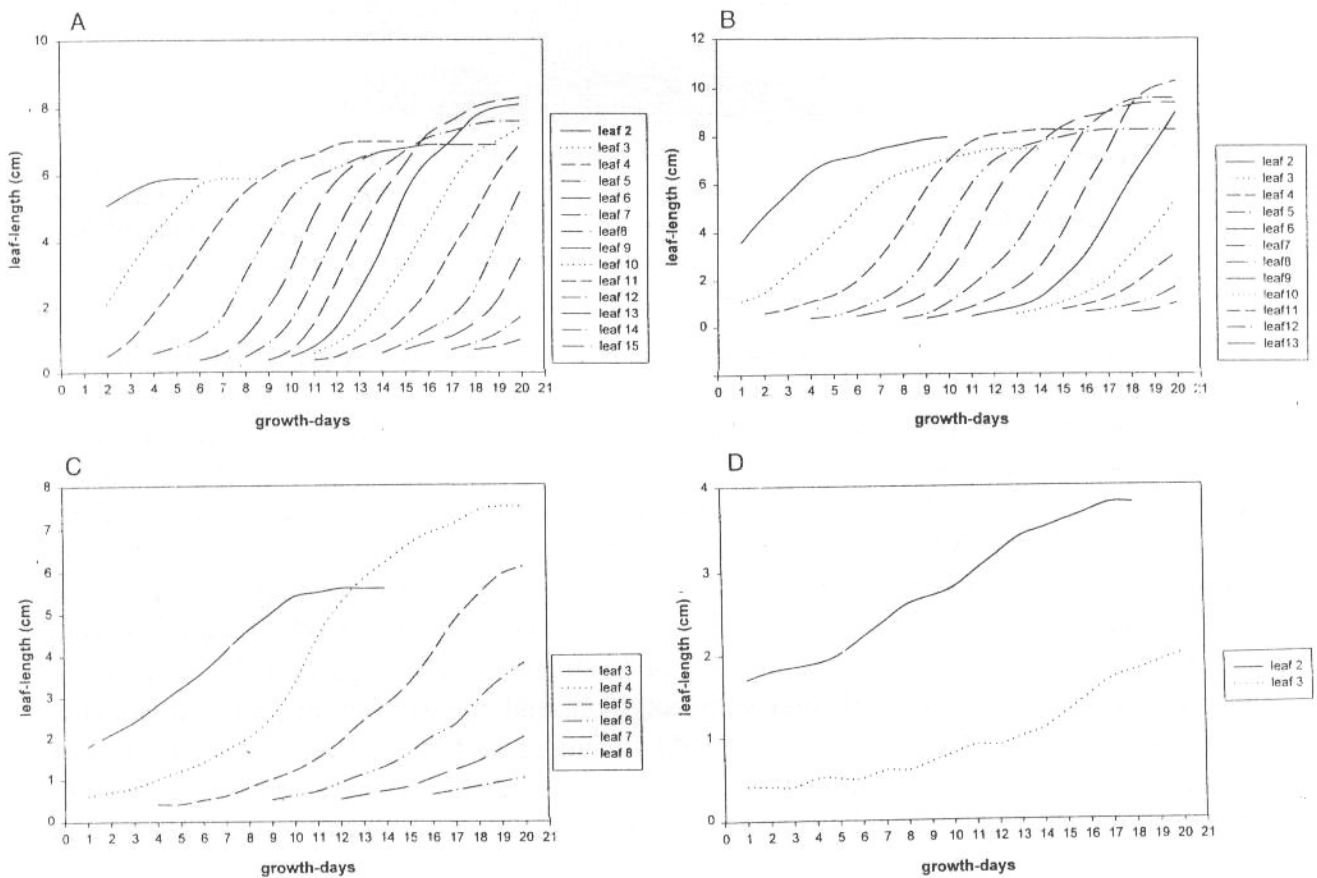 A
10
8
6
4
2
0
leaf-length (cm)
0 1 2 3 4 5 6 7 8 9 10 11 12 13 14 15 16 17 18 19 20 21
growth-days
leaf 2
leaf 3
leaf 4
leaf 5
leaf 6
leaf 7
leaf8
leaf 9
leaf 10
leaf 11
leaf 12
leaf 13
leaf 14
leaf 15
B
12
10
8
6
4
2
0
leaf-length (cm)
0 1 2 3 4 5 6 7 8 9 10 11 12 13 14 15 16 17 18 19 20 21
growth-days
leaf 2
leaf 3
leaf 4
leaf 5
leaf 6
leaf7
leaf8
leaf9
leaf10
leaf11
leaf12
leaf13
C
8
7
6
5
4
3
2
1
0
leaf-length (cm)
0 1 2 3 4 5 6 7 8 9 10 11 12 13 14 15 16 17 18 19 20 21
growth-days
leaf 3
leaf 4
leaf 5
leaf 6
leaf 7
leaf 8
D
4
3
2
1
0
leaf-length (cm)
0 1 2 3 4 5 6 7 8 9 10 11 12 13 14 15 16 17 18 19 20 21
growth-days
leaf 2
leaf 3